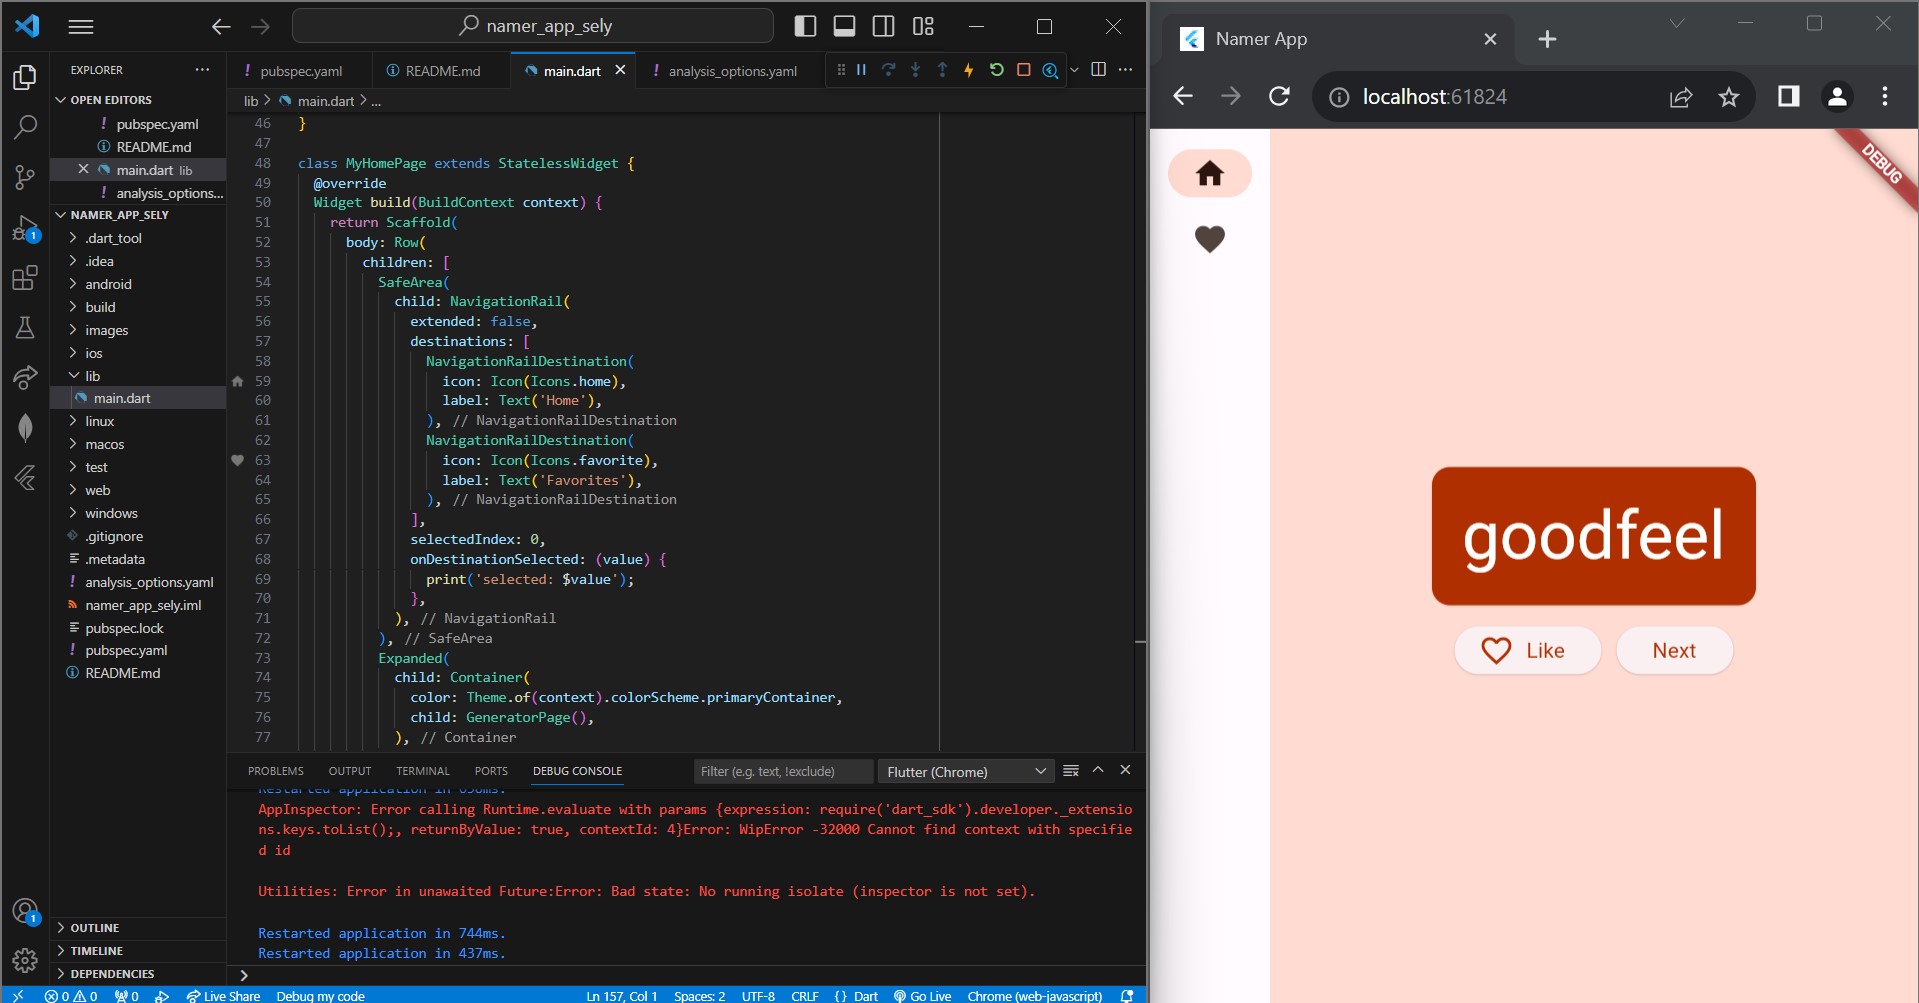 namer_app_sely
EXPLORER ...
OPEN EDITORS
! pubspec.yaml
README.md
main.dart lib
! analysis_options...
NAMER_APP_SELY
.dart_tool
.idea
android
build
images
ios
lib
main.dart
linux
macos
test
web
windows
.gitignore
.metadata
! analysis_options.yaml
namer_app_sely.iml
pubspec.lock
! pubspec.yaml
README.md
OUTLINE
TIMELINE
DEPENDENCIES
1
1
! pubspec.yaml README.md main.dart ! analysis_options.yaml
lib > main.dart > ...
46 }
47
48 class MyHomePage extends StatelessWidget {
49 @override
50 Widget build(BuildContext context) {
51 return Scaffold(
52 body: Row(
53 children: [
54 SafeArea(
55 child: NavigationRail(
56 extended: false,
57 destinations: [
58 NavigationRailDestination(
59 icon: Icon(Icons.home),
60 label: Text('Home'),
61 ), // NavigationRailDestination
62 NavigationRailDestination(
63 icon: Icon(Icons.favorite),
64 label: Text('Favorites'),
65 ), // NavigationRailDestination
66 ],
67 selectedIndex: 0,
68 onDestinationSelected: (value) {
69 print('selected: $value');
70 },
71 ), // NavigationRail
72 ), // SafeArea
73 Expanded(
74 child: Container(
75 color: Theme.of(context).colorScheme.primaryContainer,
76 child: GeneratorPage(),
77 ), // Container
PROBLEMS OUTPUT TERMINAL PORTS DEBUG CONSOLE Filter (e.g. text, !exclude) Flutter (Chrome)
Restarted application in 656ms.
AppInspector: Error calling Runtime.evaluate with params {expression: require('dart_sdk').developer._extensio
ns.keys.toList();, returnByValue: true, contextId: 4}Error: WipError -32000 Cannot find context with specifie
d id
Utilities: Error in unawaited Future:Error: Bad state: No running isolate (inspector is not set).
Restarted application in 744ms.
Restarted application in 437ms.
>
0 0 0 Live Share Debug my code Ln 157, Col 1 Spaces: 2 UTF-8 CRLF {} Dart Go Live Chrome (web-javascript)
Namer App
localhost:61824
DEBUG
goodfeel
Like Next